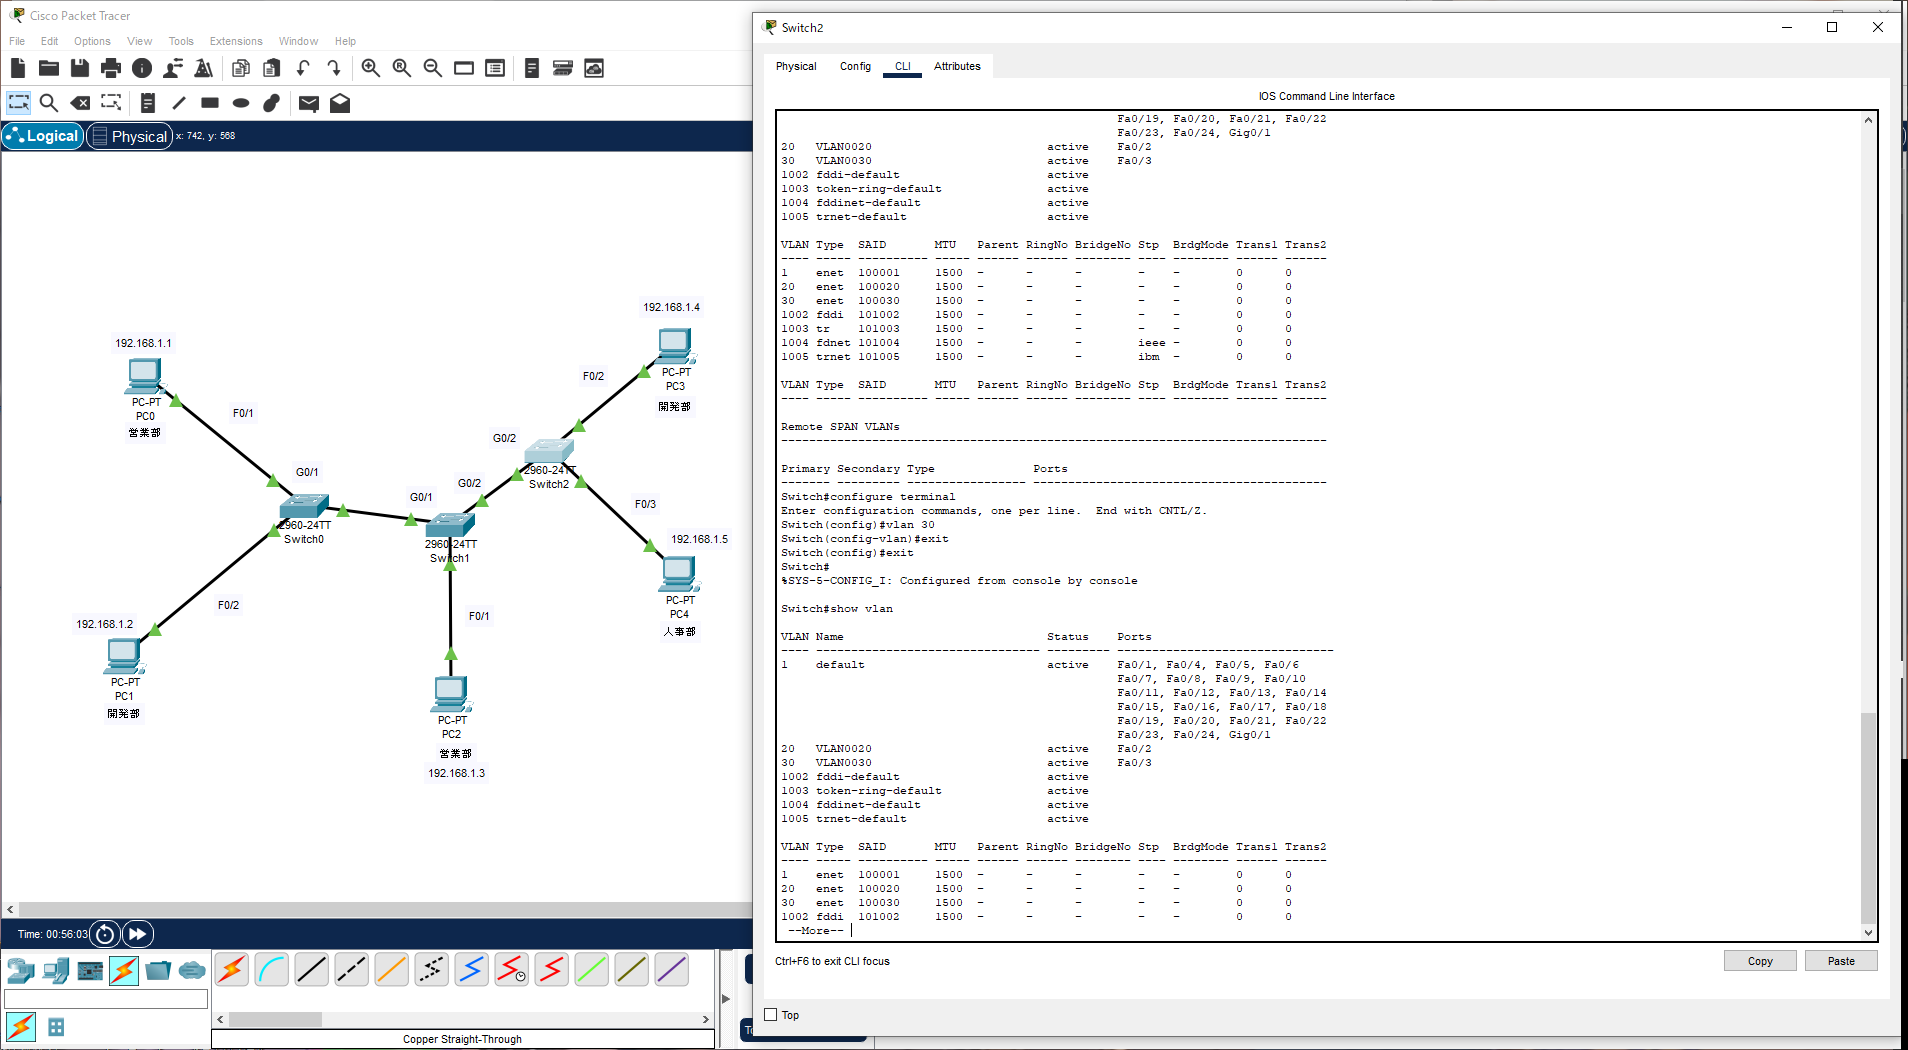 Cisco Packet Tracer
File Edit Options View Tools Extensions Window Help
Logical
Physical
x: 742, y: 568
192.168.1.4
PC-PT
PC3
開発部
F0/2
192.168.1.1
PC-PT
PC0
営業部
F0/1
G0/2
2960-24TT
Switch2
G0/1
G0/2
G0/1
F0/3
2960-24TT
Switch0
2960-24TT
Switch1
192.168.1.5
PC-PT
PC4
人事部
F0/2
F0/1
192.168.1.2
PC-PT
PC1
開発部
PC-PT
PC2
営業部
192.168.1.3
Time: 00:56:03
Copper Straight-Through
Switch2
Physical Config CLI Attributes
IOS Command Line Interface
Fa0/19, Fa0/20, Fa0/21, Fa0/22
Fa0/23, Fa0/24, Gig0/1
20 VLAN0020 active Fa0/2
30 VLAN0030 active Fa0/3
1002 fddi-default active
1003 token-ring-default active
1004 fddinet-default active
1005 trnet-default active
VLAN Type SAID MTU Parent RingNo BridgeNo Stp BrdgMode Trans1 Trans2
---- ----- ---------- ----- ------ ------ -------- ---- -------- ------ ------
1 enet 100001 1500 - - - - - 0 0
20 enet 100020 1500 - - - - - 0 0
30 enet 100030 1500 - - - - - 0 0
1002 fddi 101002 1500 - - - - - 0 0
1003 tr 101003 1500 - - - - - 0 0
1004 fdnet 101004 1500 - - - ieee - 0 0
1005 trnet 101005 1500 - - - ibm - 0 0
VLAN Type SAID MTU Parent RingNo BridgeNo Stp BrdgMode Trans1 Trans2
---- ----- ---------- ----- ------ ------ -------- ---- -------- ------ ------
Remote SPAN VLANs
------------------------------------------------------------------------------
Primary Secondary Type Ports
------- --------- ----------------- ------------------------------------------
Switch#configure terminal
Enter configuration commands, one per line. End with CNTL/Z.
Switch(config)#vlan 30
Switch(config-vlan)#exit
Switch(config)#exit
Switch#
%SYS-5-CONFIG_I: Configured from console by console
Switch#show vlan
VLAN Name Status Ports
---- -------------------------------- --------- -------------------------------
1 default active Fa0/1, Fa0/4, Fa0/5, Fa0/6
Fa0/7, Fa0/8, Fa0/9, Fa0/10
Fa0/11, Fa0/12, Fa0/13, Fa0/14
Fa0/15, Fa0/16, Fa0/17, Fa0/18
Fa0/19, Fa0/20, Fa0/21, Fa0/22
Fa0/23, Fa0/24, Gig0/1
20 VLAN0020 active Fa0/2
30 VLAN0030 active Fa0/3
1002 fddi-default active
1003 token-ring-default active
1004 fddinet-default active
1005 trnet-default active
VLAN Type SAID MTU Parent RingNo BridgeNo Stp BrdgMode Trans1 Trans2
---- ----- ---------- ----- ------ ------ -------- ---- -------- ------ ------
1 enet 100001 1500 - - - - - 0 0
20 enet 100020 1500 - - - - - 0 0
30 enet 100030 1500 - - - - - 0 0
1002 fddi 101002 1500 - - - - - 0 0
--More--
Ctrl+F6 to exit CLI focus
Copy
Paste
Top